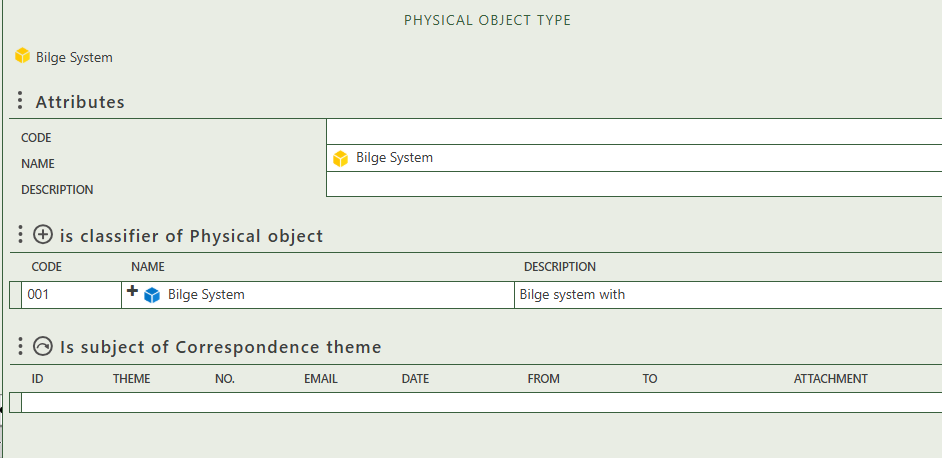 PHYSICAL OBJECT TYPE
Bilge System
Attributes
CODE
NAME Bilge System
DESCRIPTION
is classifier of Physical object
CODE NAME DESCRIPTION
001 Bilge System Bilge system with
Is subject of Correspondence theme
ID THEME NO. EMAIL DATE FROM TO ATTACHMENT